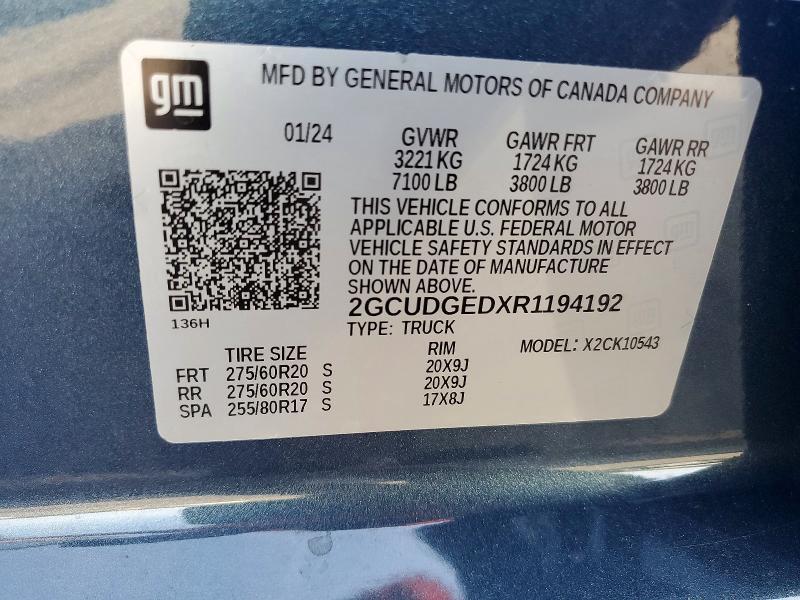 gm
MFD BY GENERAL MOTORS OF CANADA COMPANY
01/24 GVWR GAWR FRT GAWR RR
3221 KG 1724 KG 1724 KG
7100 LB 3800 LB 3800 LB
THIS VEHICLE CONFORMS TO ALL
APPLICABLE U.S. FEDERAL MOTOR
VEHICLE SAFETY STANDARDS IN EFFECT
ON THE DATE OF MANUFACTURE
SHOWN ABOVE.
2GCUDGEDXR1194192
136H TYPE: TRUCK
TIRE SIZE RIM MODEL: X2CK10543
FRT 275/60R20 S 20X9J
RR 275/60R20 S 20X9J
SPA 255/80R17 S 17X8J